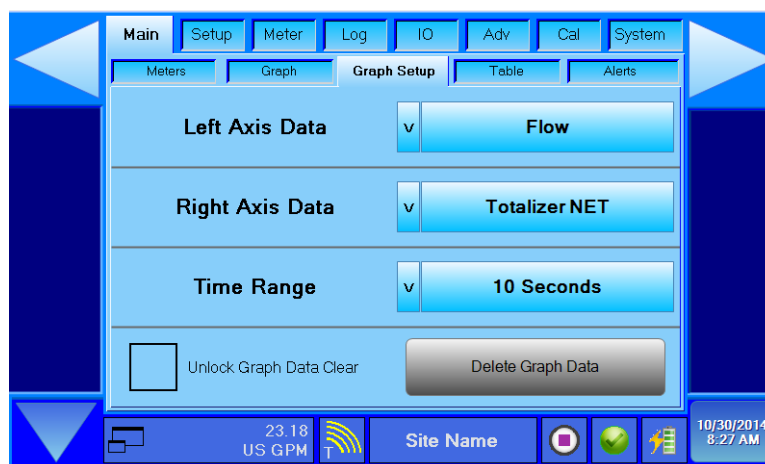 Main Setup Meter Log IO Adv Cal System
Meters Graph Graph Setup Table Alerts
Left Axis Data v Flow
Right Axis Data v Totalizer NET
Time Range v 10 Seconds
Unlock Graph Data Clear Delete Graph Data
23.18
US GPM
T
Site Name
10/30/2014
8:27 AM